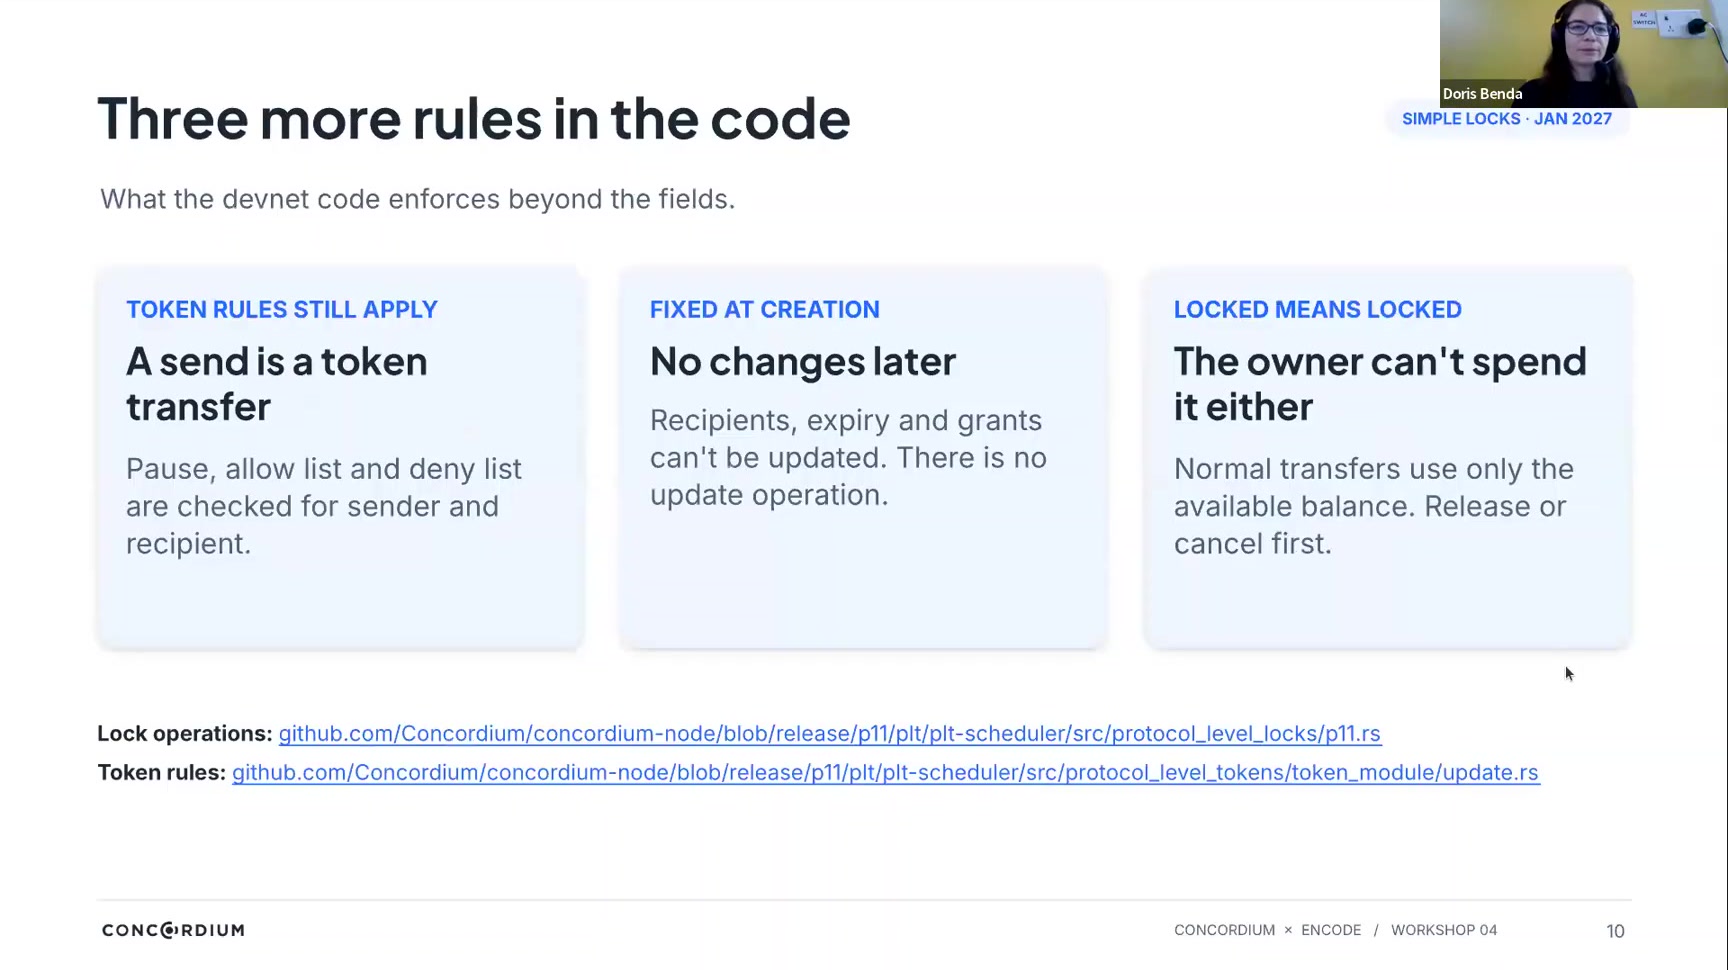 AC
SWITCH
Doris Benda
Three more rules in the code
SIMPLE LOCKS · JAN 2027
What the devnet code enforces beyond the fields.
TOKEN RULES STILL APPLY
A send is a token
transfer
Pause, allow list and deny list
are checked for sender and
recipient.
FIXED AT CREATION
No changes later
Recipients, expiry and grants
can't be updated. There is no
update operation.
LOCKED MEANS LOCKED
The owner can't spend
it either
Normal transfers use only the
available balance. Release or
cancel first.
Lock operations: github.com/Concordium/concordium-node/blob/release/p11/plt/plt-scheduler/src/protocol_level_locks/p11.rs
Token rules: github.com/Concordium/concordium-node/blob/release/p11/plt/plt-scheduler/src/protocol_level_tokens/token_module/update.rs
CONCORDIUM
CONCORDIUM × ENCODE / WORKSHOP 04
10